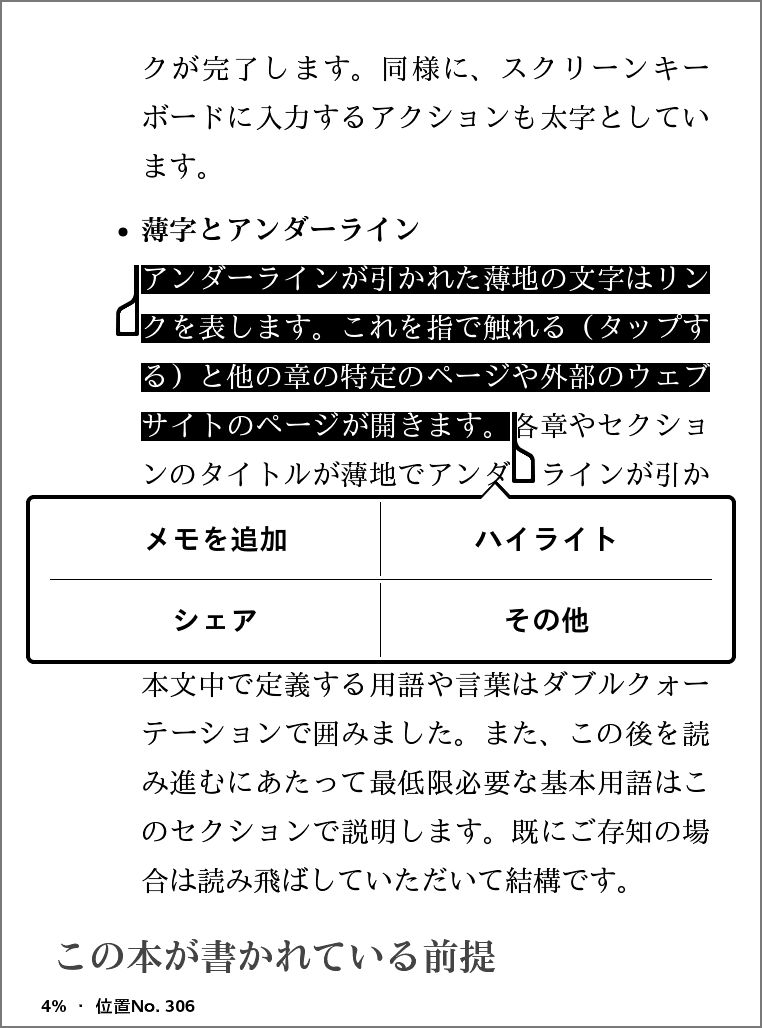 クが完了します。同様に、スクリーンキー
ボードに入力するアクションも太字としてい
ます。
• 薄字とアンダーライン
アンダーラインが引かれた薄地の文字はリン
クを表します。これを指で触れる（タップす
る）と他の章の特定のページや外部のウェブ
サイトのページが開きます。各章やセクショ
ンのタイトルが薄地でアンダ ラインが引か
メモを追加 ハイライト
シェア その他
本文中で定義する用語や言葉はダブルクォー
テーションで囲みました。また、この後を読
み進むにあたって最低限必要な基本用語はこ
のセクションで説明します。既にご存知の場
合は読み飛ばしていただいて結構です。
この本が書かれている前提
4% · 位置No. 306